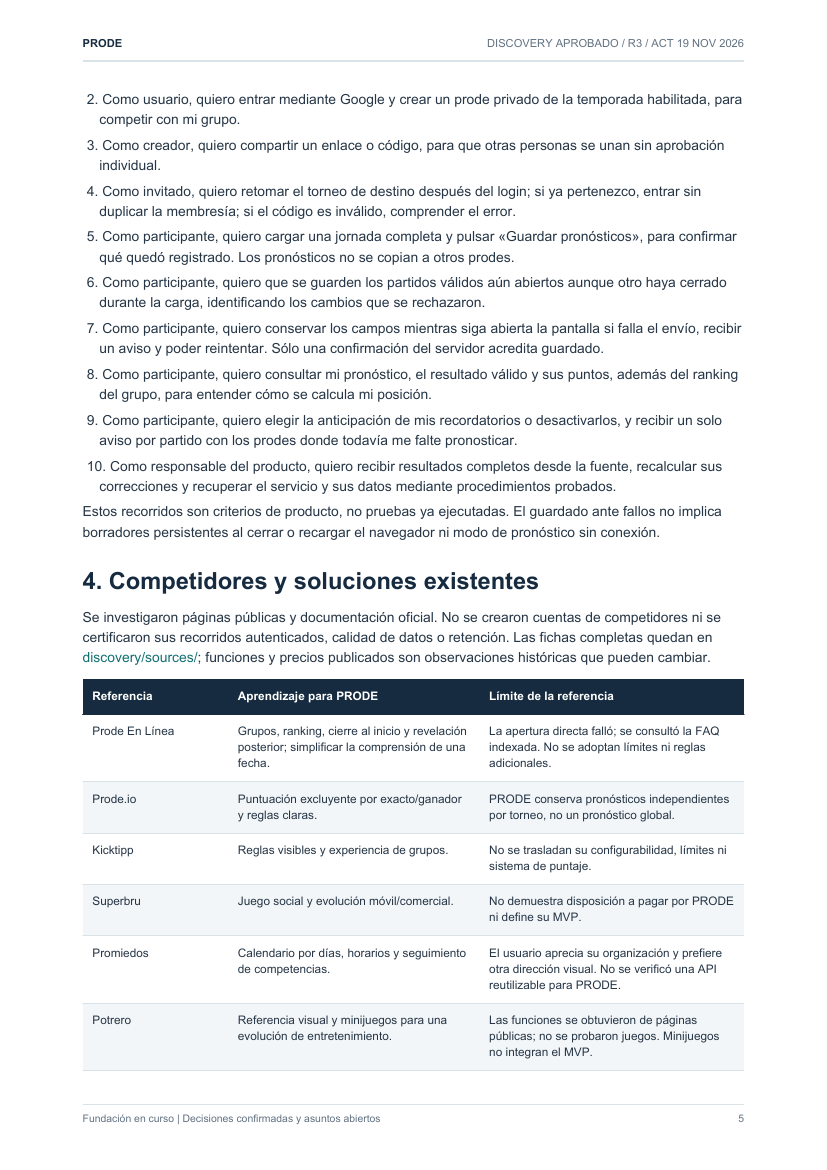 PRODE
DISCOVERY APROBADO / R3 / ACT 19 NOV 2026
2. Como usuario, quiero entrar mediante Google y crear un prode privado de la temporada habilitada, para
competir con mi grupo.
3. Como creador, quiero compartir un enlace o código, para que otras personas se unan sin aprobación
individual.
4. Como invitado, quiero retomar el torneo de destino después del login; si ya pertenezco, entrar sin
duplicar la membresía; si el código es inválido, comprender el error.
5. Como participante, quiero cargar una jornada completa y pulsar «Guardar pronósticos», para confirmar
qué quedó registrado. Los pronósticos no se copian a otros prodes.
6. Como participante, quiero que se guarden los partidos válidos aún abiertos aunque otro haya cerrado
durante la carga, identificando los cambios que se rechazaron.
7. Como participante, quiero conservar los campos mientras siga abierta la pantalla si falla el envío, recibir
un aviso y poder reintentar. Sólo una confirmación del servidor acredita guardado.
8. Como participante, quiero consultar mi pronóstico, el resultado válido y sus puntos, además del ranking
del grupo, para entender cómo se calcula mi posición.
9. Como participante, quiero elegir la anticipación de mis recordatorios o desactivarlos, y recibir un solo
aviso por partido con los prodes donde todavía me falte pronosticar.
10. Como responsable del producto, quiero recibir resultados completos desde la fuente, recalcular sus
correcciones y recuperar el servicio y sus datos mediante procedimientos probados.
Estos recorridos son criterios de producto, no pruebas ya ejecutadas. El guardado ante fallos no implica
borradores persistentes al cerrar o recargar el navegador ni modo de pronóstico sin conexión.
4. Competidores y soluciones existentes
Se investigaron páginas públicas y documentación oficial. No se crearon cuentas de competidores ni se
certificaron sus recorridos autenticados, calidad de datos o retención. Las fichas completas quedan en
discovery/sources/; funciones y precios publicados son observaciones históricas que pueden cambiar.
Referencia
Aprendizaje para PRODE
Límite de la referencia
Prode En Línea
Grupos, ranking, cierre al inicio y revelación
posterior; simplificar la comprensión de una
fecha.
La apertura directa falló; se consultó la FAQ
indexada. No se adoptan límites ni reglas
adicionales.
Prode.io
Puntuación excluyente por exacto/ganador
y reglas claras.
PRODE conserva pronósticos independientes
por torneo, no un pronóstico global.
Kicktipp
Reglas visibles y experiencia de grupos.
No se trasladan su configurabilidad, límites ni
sistema de puntaje.
Superbru
Juego social y evolución móvil/comercial.
No demuestra disposición a pagar por PRODE
ni define su MVP.
Promiedos
Calendario por días, horarios y seguimiento
de competencias.
El usuario aprecia su organización y prefiere
otra dirección visual. No se verificó una API
reutilizable para PRODE.
Potrero
Referencia visual y minijuegos para una
evolución de entretenimiento.
Las funciones se obtuvieron de páginas
públicas; no se probaron juegos. Minijuegos
no integran el MVP.
Fundación en curso | Decisiones confirmadas y asuntos abiertos
5